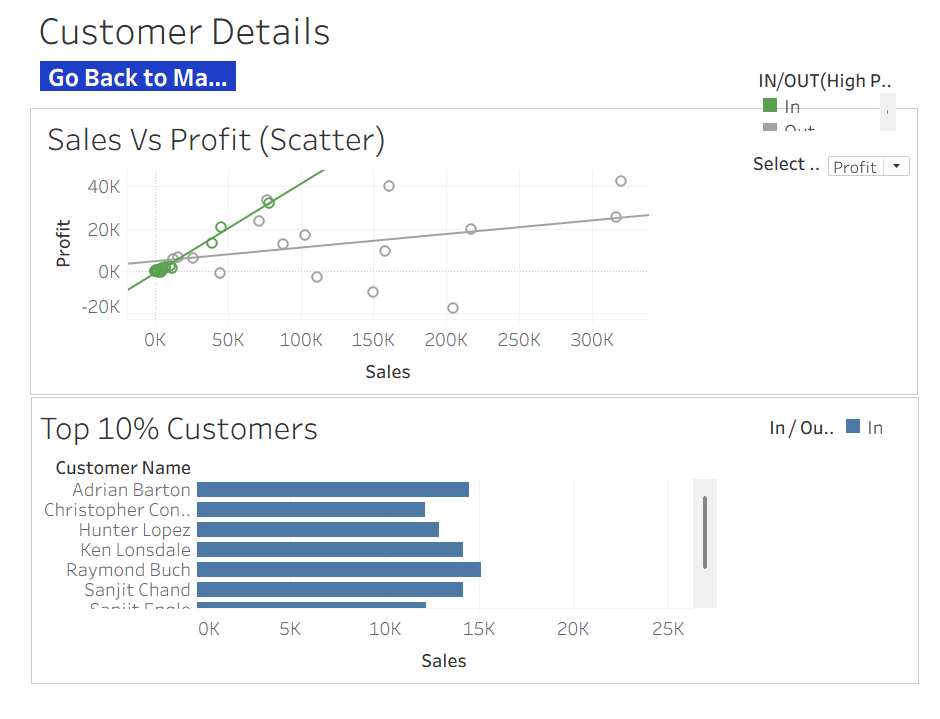 Customer Details
Go Back to Ma...
IN/OUT(High P..
In
Out
Sales Vs Profit (Scatter)
Select ..
Profit
40K
20K
0K
-20K
Profit
0K
50K
100K
150K
200K
250K
300K
Sales
Top 10% Customers
In / Ou..
In
Customer Name
Adrian Barton
Christopher Con..
Hunter Lopez
Ken Lonsdale
Raymond Buch
Sanjit Chand
Sanjit Engle
0K
5K
10K
15K
20K
25K
Sales